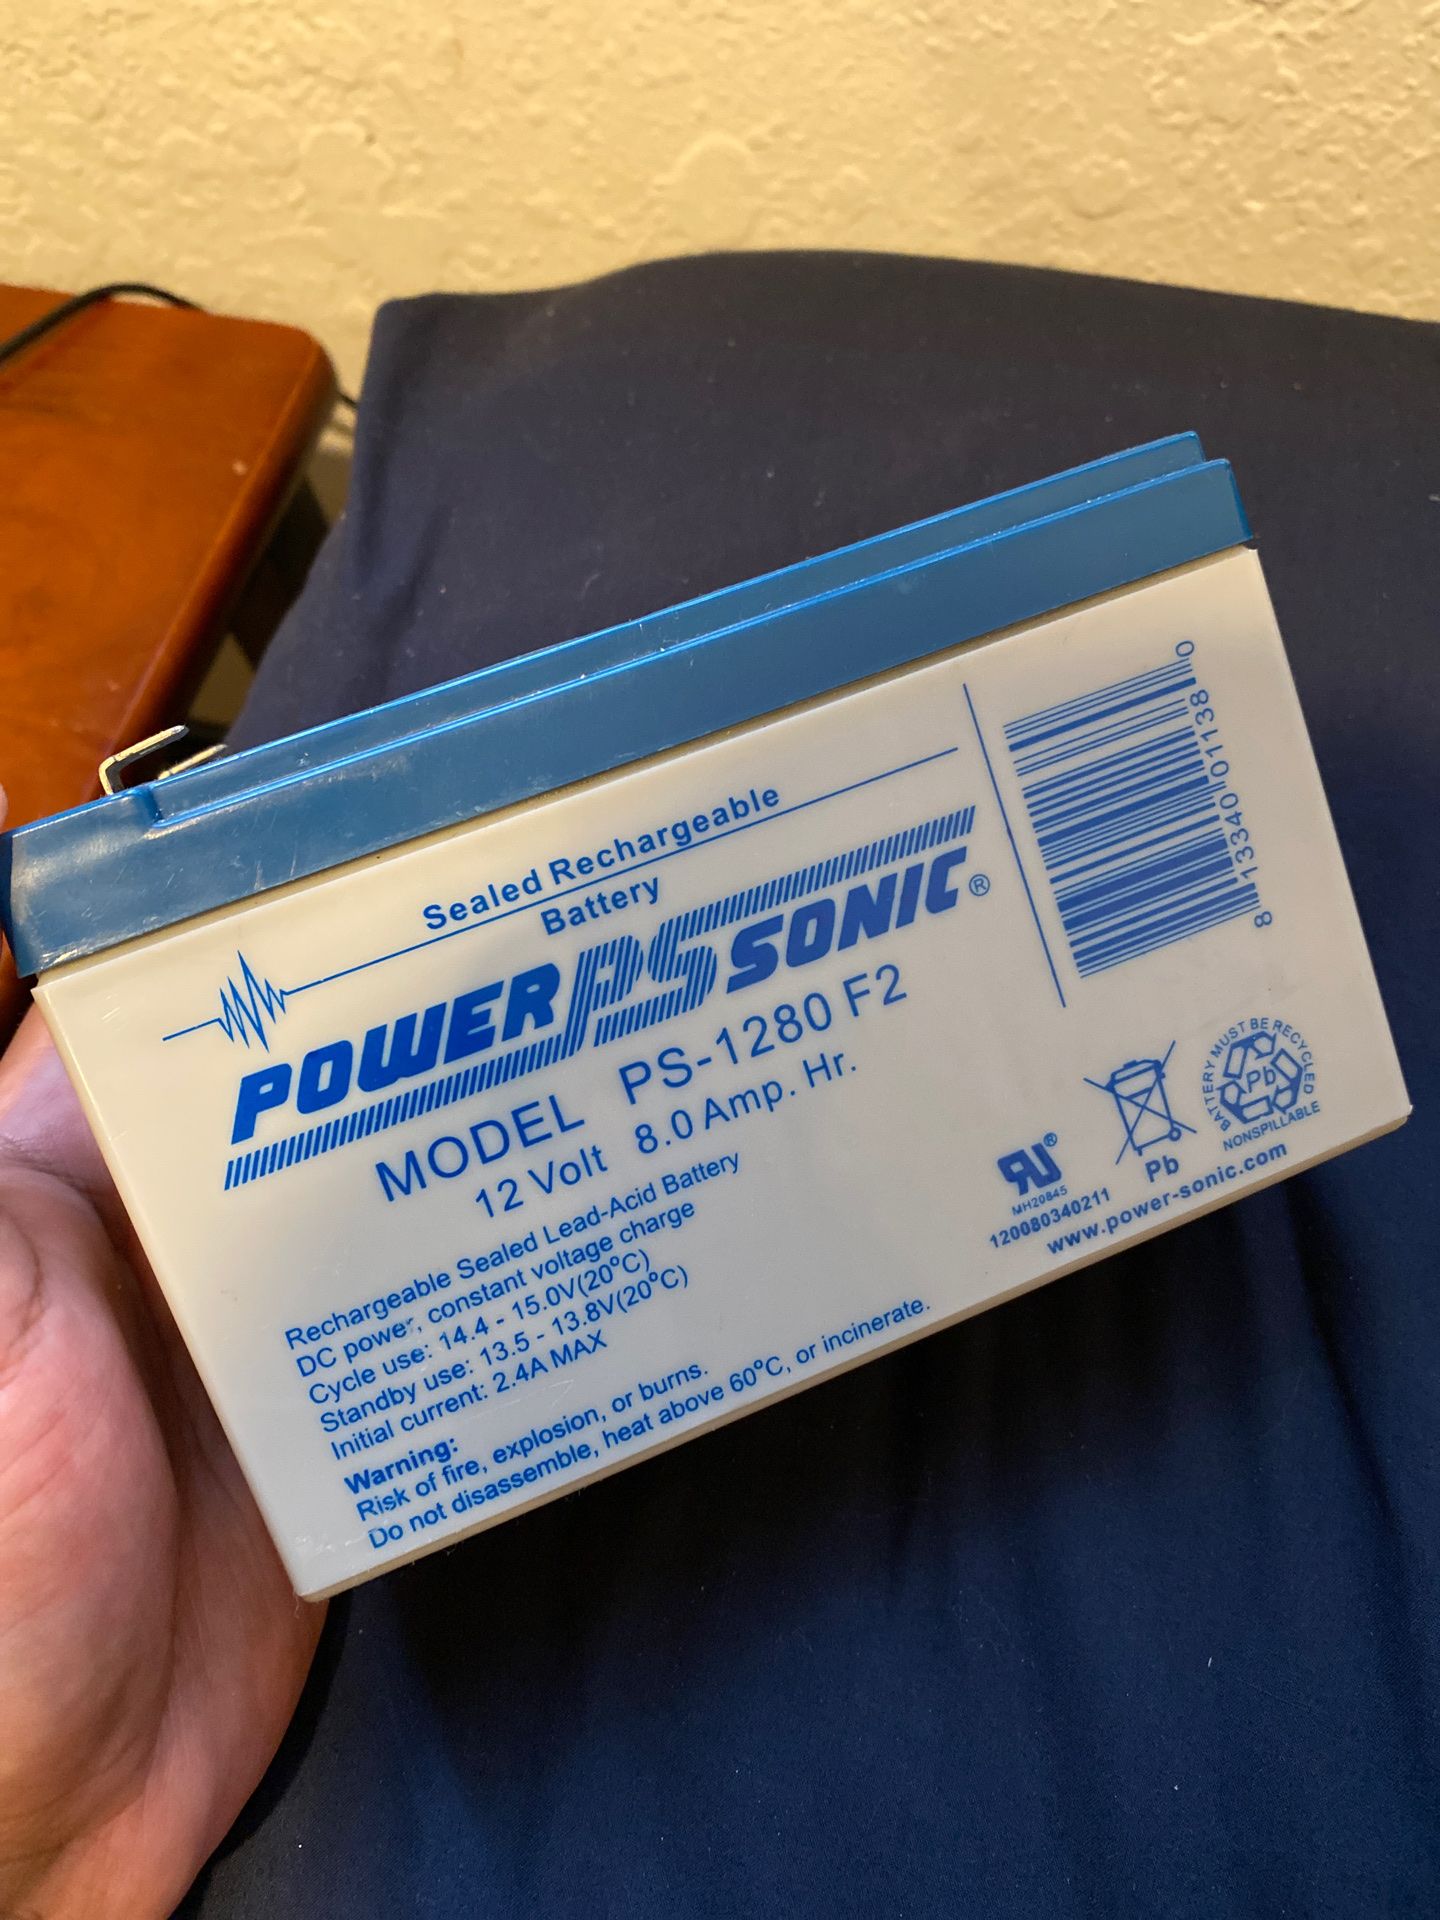 Sealed Rechargeable
Battery
POWER PS SONIC®
MODEL PS-1280 F2
12 Volt 8.0 Amp. Hr.
Rechargeable Sealed Lead-Acid Battery
DC power, constant voltage charge
Cycle use: 14.4 - 15.0V(20°C)
Standby use: 13.5 - 13.8V(20°C)
Initial current: 2.4A MAX
Warning:
Risk of fire, explosion, or burns.
Do not disassemble, heat above 60°C, or incinerate.
8 13340 01138 0
RU®
MH20845
120080340211
Pb
BATTERY MUST BE RECYCLED
Pb
NONSPILLABLE
www.power-sonic.com